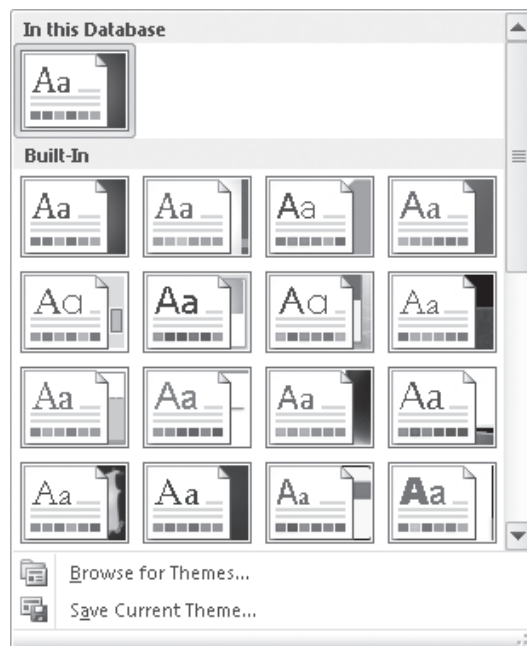 In this Database
Aa
Built-In
Aa Aa Aa Aa
Aa Aa Aa Aa
Aa Aa Aa Aa
Aa Aa Aa Aa
Browse for Themes...
Save Current Theme...